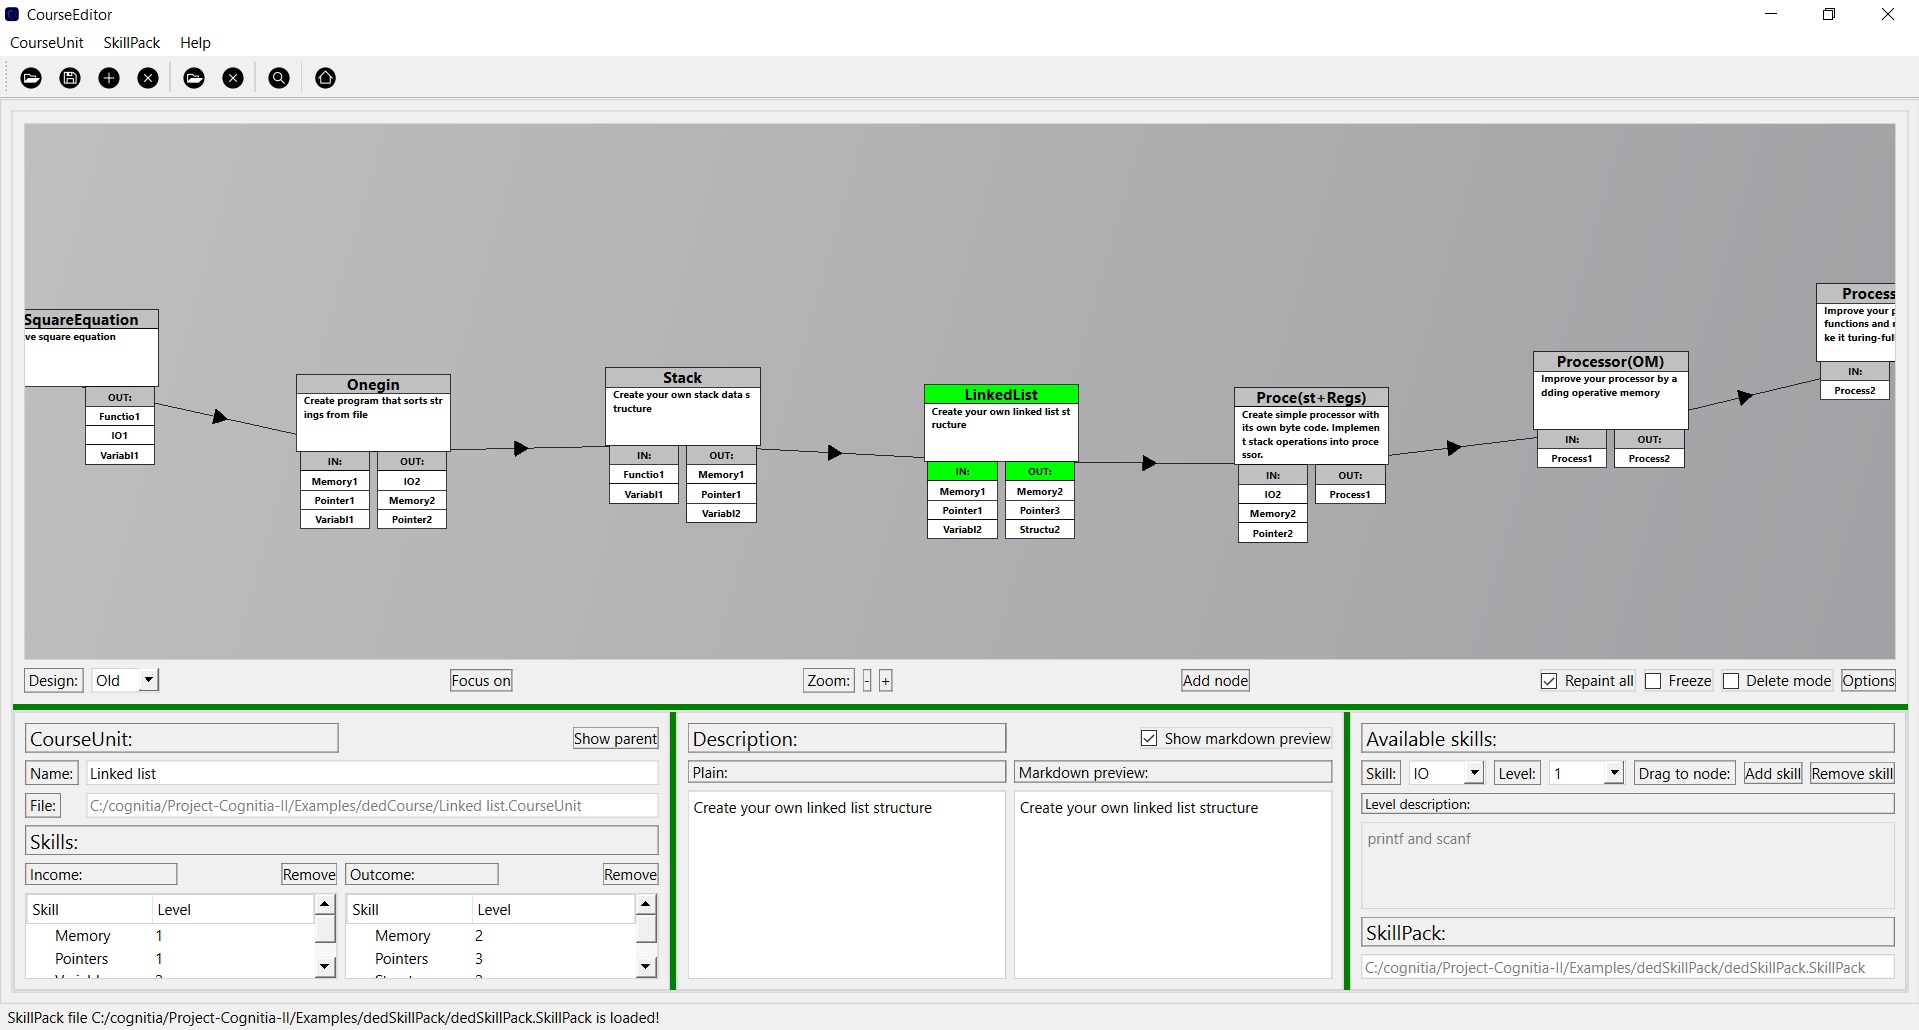 CourseEditor
CourseUnit SkillPack Help
SquareEquation
ve square equation
OUT:
Functio1
IO1
Variabl1
Onegin
Create program that sorts str
ings from file
IN:
Memory1
Pointer1
Variabl1
OUT:
IO2
Memory2
Pointer2
Stack
Create your own stack data s
tructure
IN:
Functio1
Variabl1
OUT:
Memory1
Pointer1
Variabl2
LinkedList
Create your own linked list st
ructure
IN:
Memory1
Pointer1
Variabl2
OUT:
Memory2
Pointer3
Structu2
Proce(st+Regs)
Create simple processor with
its own byte code. Implemen
t stack operations into proce
ssor.
IN:
IO2
Memory2
Pointer2
OUT:
Process1
Processor(OM)
Improve your processor by a
dding operative memory
IN:
Process1
OUT:
Process2
Process
Improve your p
functions and
ke it turing-full
IN:
Process2
Design: Old Focus on Zoom: - + Add node Repaint all Freeze Delete mode Options
CourseUnit: Show parent
Name: Linked list
File: C:/cognitia/Project-Cognitia-II/Examples/dedCourse/Linked list.CourseUnit
Skills:
Income: Remove
Skill Level
Memory 1
Pointers 1
Outcome: Remove
Skill Level
Memory 2
Pointers 3
Description: Show markdown preview
Plain:
Create your own linked list structure
Markdown preview:
Create your own linked list structure
Available skills:
Skill: IO Level: 1 Drag to node: Add skill Remove skill
Level description:
printf and scanf
SkillPack:
C:/cognitia/Project-Cognitia-II/Examples/dedSkillPack/dedSkillPack.SkillPack
SkillPack file C:/cognitia/Project-Cognitia-II/Examples/dedSkillPack/dedSkillPack.SkillPack is loaded!